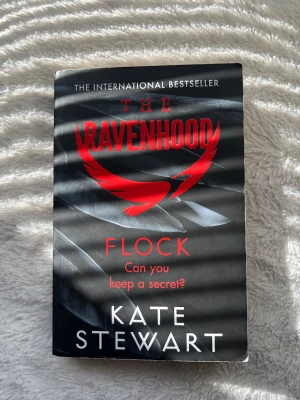 THE INTERNATIONAL BESTSELLER
THE
RAVENHOOD
FLOCK
Can you
keep a secret?
KATE
STEWART